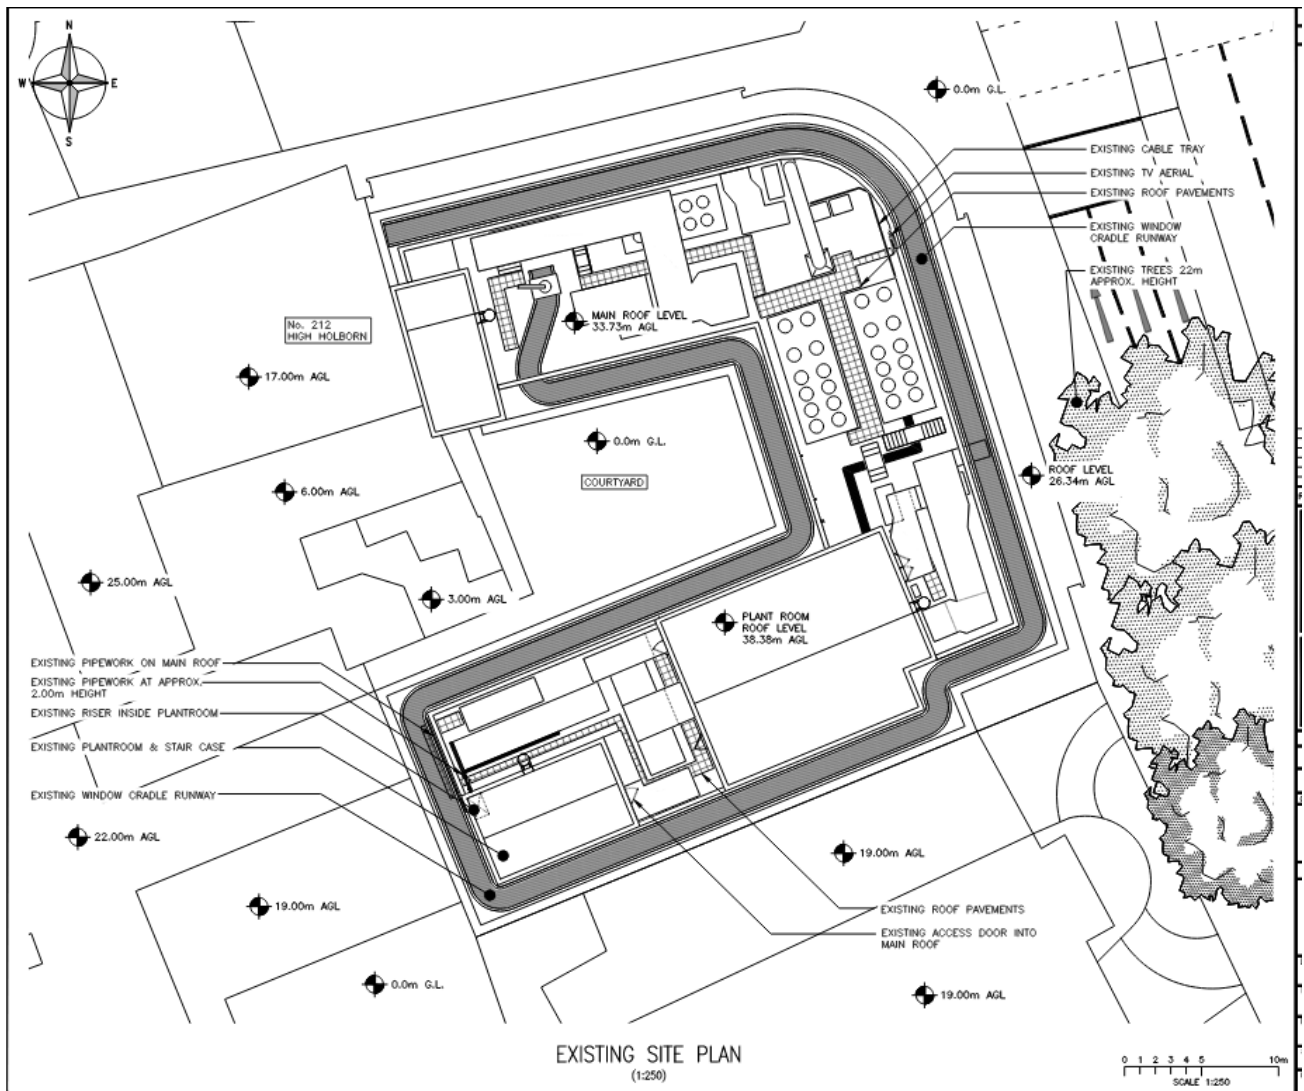 N
W
E
S
0.0m G.L.
EXISTING CABLE TRAY
EXISTING TV AERIAL
EXISTING ROOF PAVEMENTS
EXISTING WINDOW
CRADLE RUNWAY
EXISTING TREES 22m
APPROX. HEIGHT
No. 212
HIGH HOLBORN
MAIN ROOF LEVEL
33.73m AGL
17.00m AGL
0.0m G.L.
COURTYARD
6.00m AGL
ROOF LEVEL
26.34m AGL
25.00m AGL
3.00m AGL
PLANT ROOM
ROOF LEVEL
38.38m AGL
EXISTING PIPEWORK ON MAIN ROOF
EXISTING PIPEWORK AT APPROX.
2.00m HEIGHT
EXISTING RISER INSIDE PLANTROOM
EXISTING PLANTROOM & STAIR CASE
EXISTING WINDOW CRADLE RUNWAY
22.00m AGL
19.00m AGL
19.00m AGL
EXISTING ROOF PAVEMENTS
EXISTING ACCESS DOOR INTO
MAIN ROOF
0.0m G.L.
19.00m AGL
EXISTING SITE PLAN
(1:250)
0 1 2 3 4 5 10m
SCALE 1:250